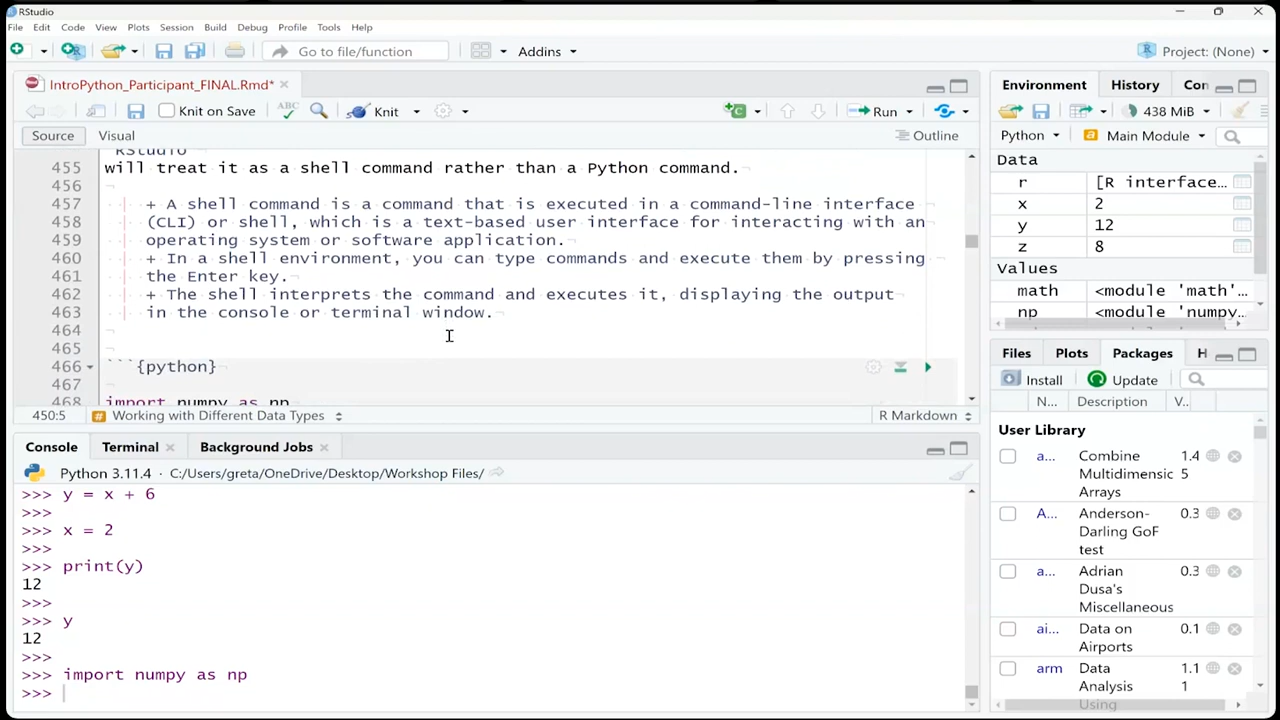 RStudio
File Edit Code View Plots Session Build Debug Profile Tools Help
Go to file/function Addins Project: (None)
IntroPython_Participant_FINAL.Rmd*
Knit on Save ABC Knit Run
Source Visual Outline
RStudio
455 will treat it as a shell command rather than a Python command.
456
457 + A shell command is a command that is executed in a command-line interface
458 (CLI) or shell, which is a text-based user interface for interacting with an
459 operating system or software application.
460 + In a shell environment, you can type commands and execute them by pressing
461 the Enter key.
462 + The shell interprets the command and executes it, displaying the output
463 in the console or terminal window.
464
465
466 ```{python}
467
468 import numpy as np
450:5 Working with Different Data Types R Markdown
Console Terminal Background Jobs
Python 3.11.4 · C:/Users/greta/OneDrive/Desktop/Workshop Files/
>>> y = x + 6
>>>
>>> x = 2
>>>
>>> print(y)
12
>>>
>>> y
12
>>>
>>> import numpy as np
>>>
Environment History Con
438 MiB
Python Main Module
Data
r [R interface…
x 2
y 12
z 8
Values
math <module 'math'…
np <module 'numpy…
Files Plots Packages H
Install Update
N... Description V..
User Library
a... Combine Multidimensic Arrays 1.4 5
A... Anderson-Darling GoF test 0.3
a... Adrian Dusa's Miscellaneous 0.3
ai... Data on Airports 0.1
arm Data Analysis Using 1.1 1